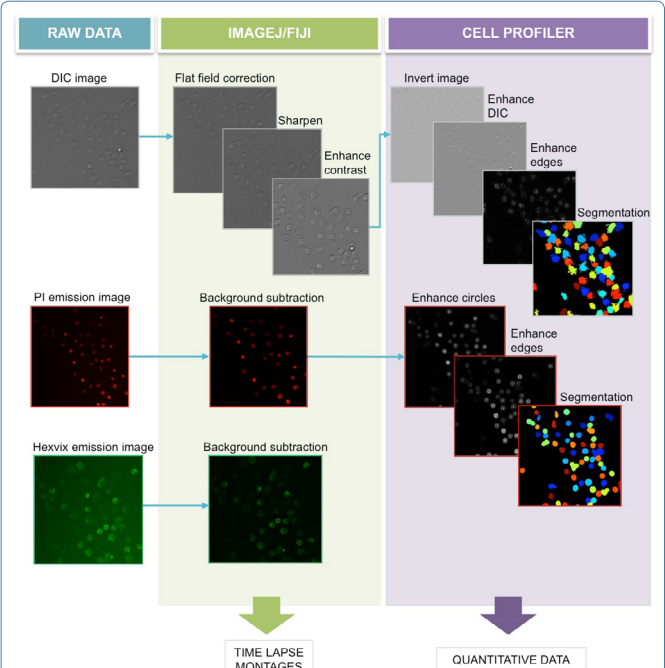 RAW DATA
IMAGEJ/FIJI
CELL PROFILER
DIC image
Flat field correction
Sharpen
Enhance
contrast
Invert image
Enhance
DIC
Enhance
edges
Segmentation
PI emission image
Background subtraction
Enhance circles
Enhance
edges
Segmentation
Hexvix emission image
Background subtraction
TIME LAPSE
MONTAGES
QUANTITATIVE DATA